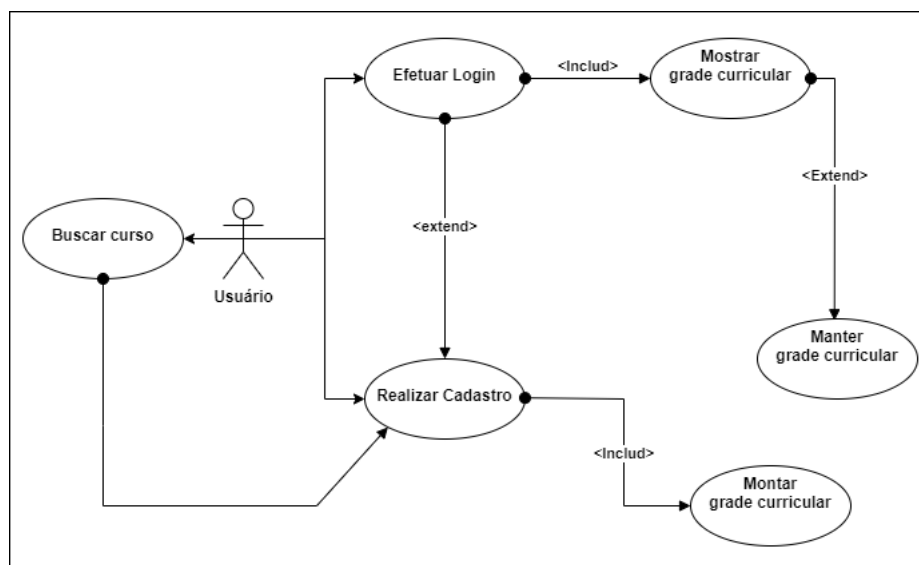 Efetuar Login
<Includ>
Mostrar
grade curricular
<Extend>
Buscar curso
<extend>
Usuário
Manter
grade curricular
Realizar Cadastro
<Includ>
Montar
grade curricular